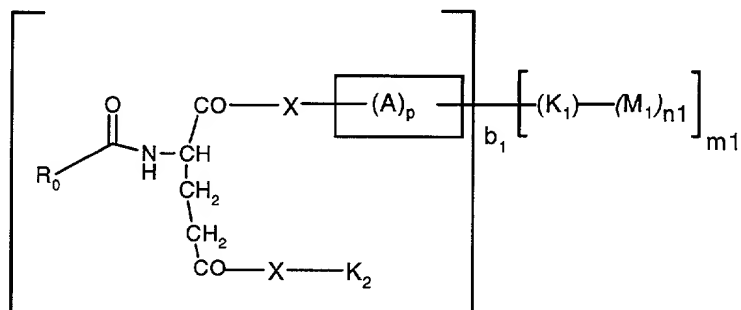 CO—X—(A)p b1 (K1)—(M1)n1 m1
O
R0 N H CH
CH2
CH2
CO—X—K2